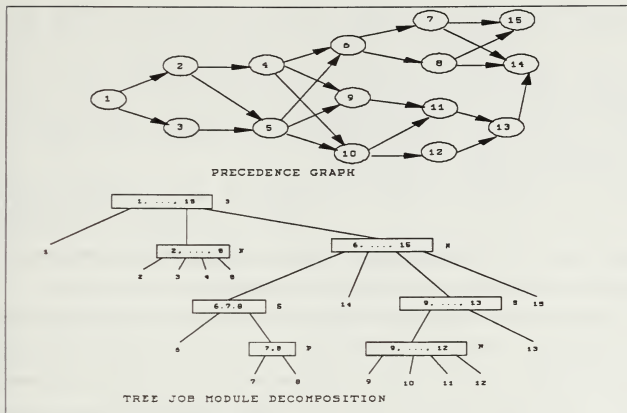 7 15
6
2 4 8 14
1 9 11
3 5 13
10 12
PRECEDENCE GRAPH
1. ..., 15 S
1 2, ..., 5 N 6. ...., 15 N
2 3 4 5
6.7.8 S 14 9. ..., 13 S 15
6 7.8 P 9. ..., 12 N 13
7 8 9 10 11 12
TREE JOB MODULE DECOMPOSITION